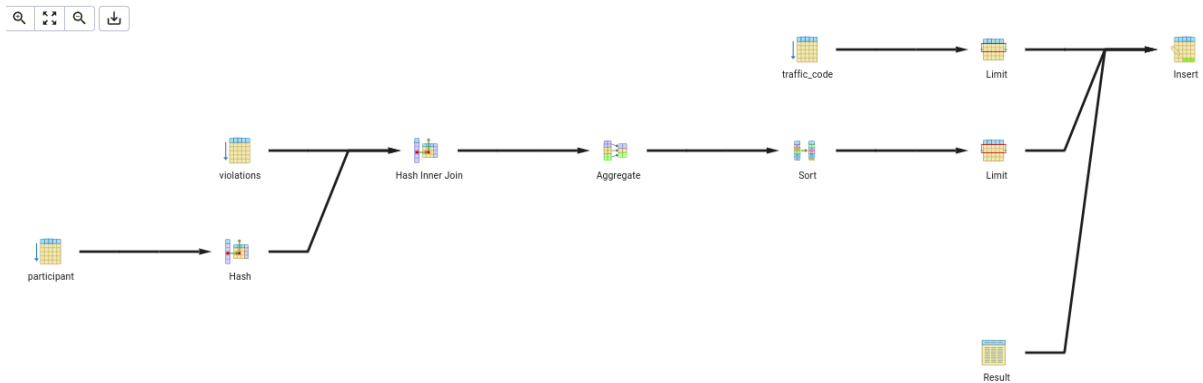 traffic_code
Limit
Insert
violations
Hash Inner Join
Aggregate
Sort
Limit
participant
Hash
Result